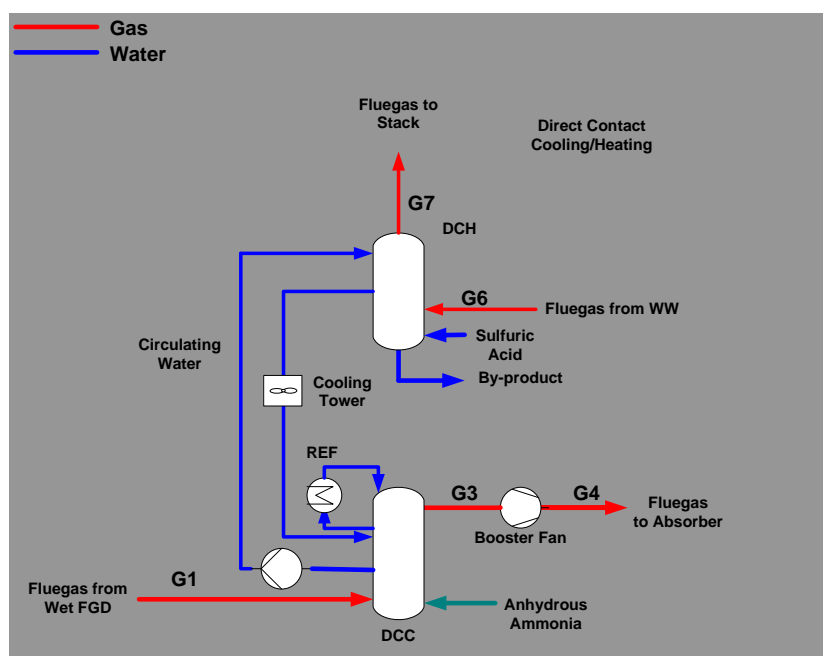 Gas
Water
Fluegas to
Stack
Direct Contact
Cooling/Heating
G7
DCH
G6
Fluegas from WW
Sulfuric
Acid
By-product
Circulating
Water
Cooling
Tower
REF
G3
G4
Fluegas
to Absorber
Booster Fan
G1
Fluegas from
Wet FGD
Anhydrous
Ammonia
DCC